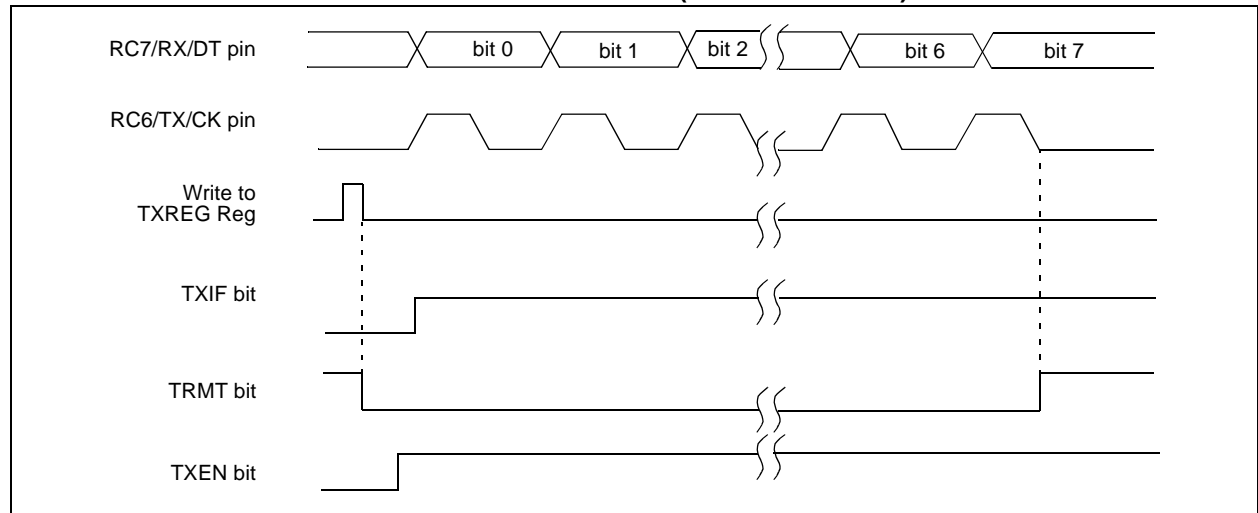 RC7/RX/DT pin
bit 0
bit 1
bit 2
bit 6
bit 7
RC6/TX/CK pin
Write to
TXREG Reg
TXIF bit
TRMT bit
TXEN bit